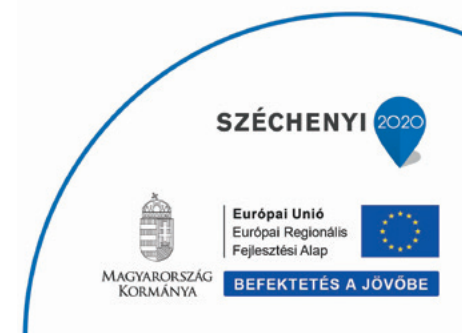 SZÉCHENYI 2020
Európai Unió
Európai Regionális
Fejlesztési Alap
MAGYARORSZÁG
KORMÁNYA
BEFEKTETÉS A JÖVŐBE